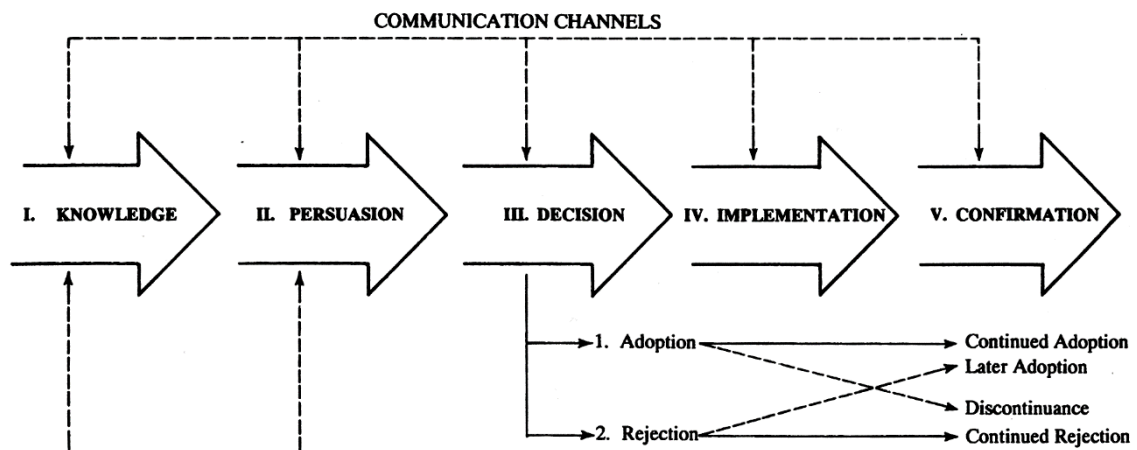 COMMUNICATION CHANNELS
I. KNOWLEDGE
II. PERSUASION
III. DECISION
IV. IMPLEMENTATION
V. CONFIRMATION
1. Adoption
Continued Adoption
Later Adoption
Discontinuance
2. Rejection
Continued Rejection